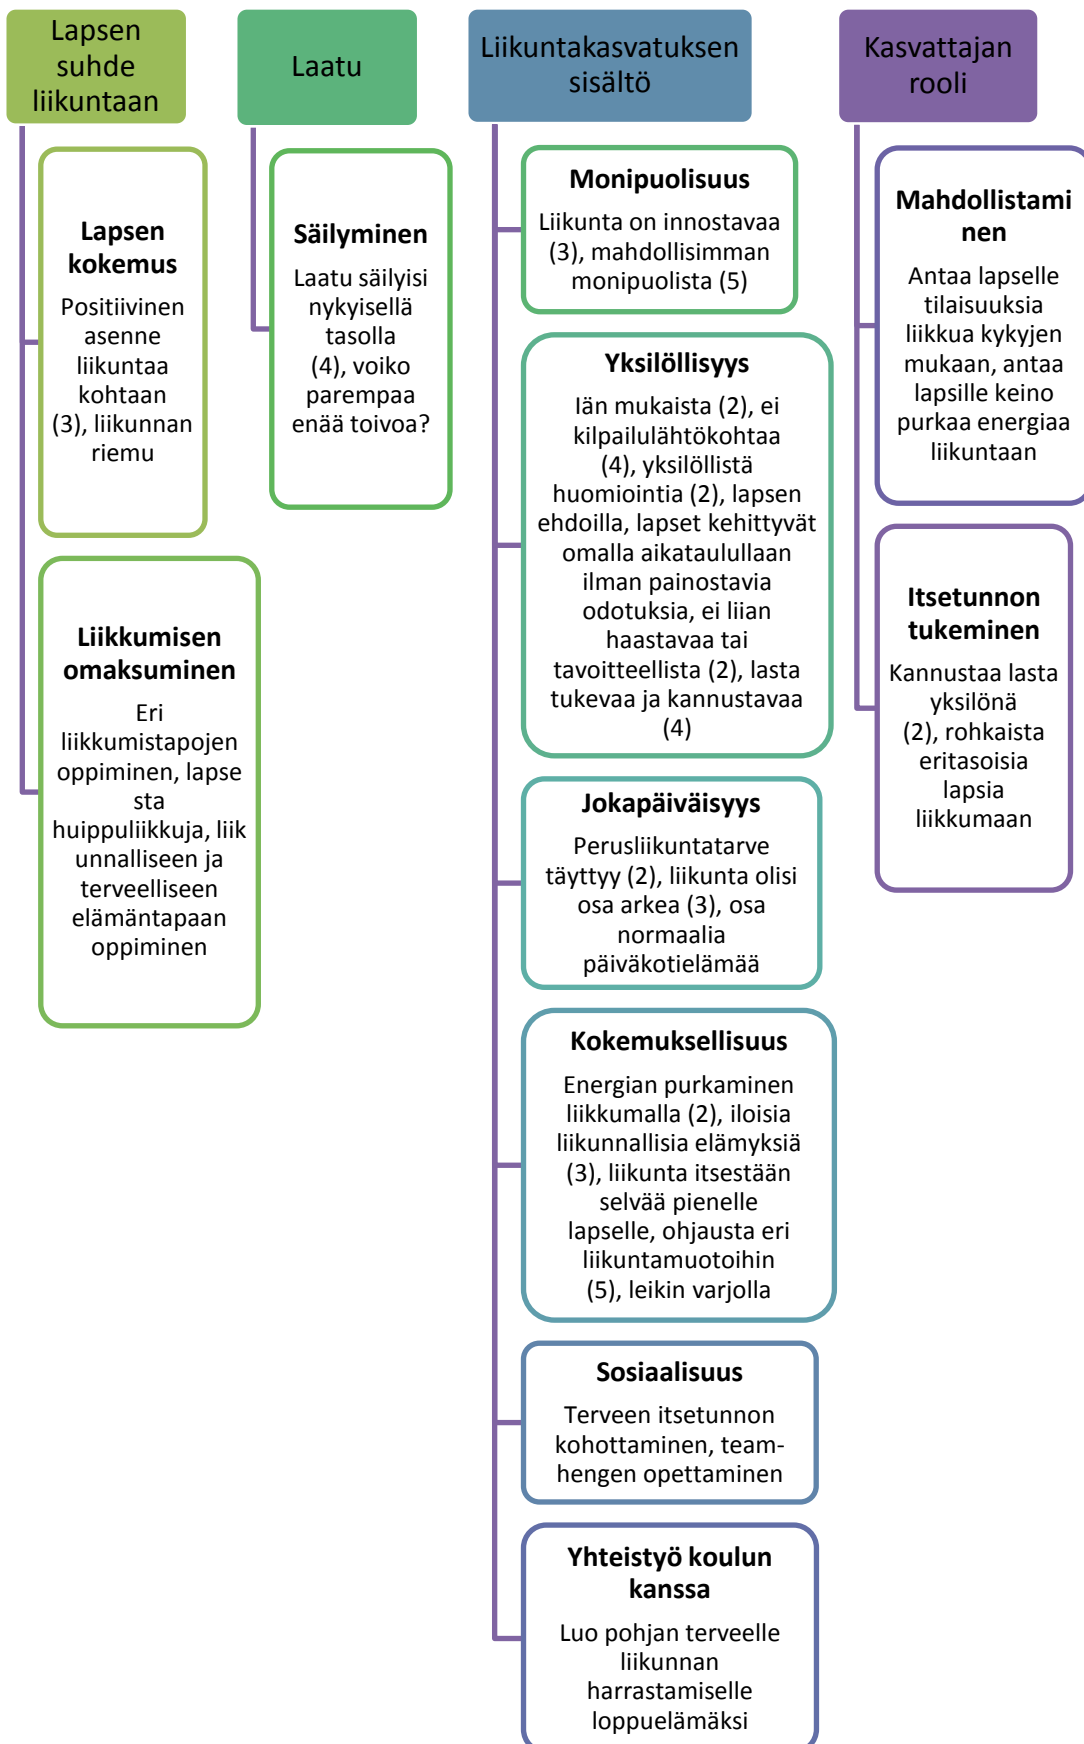 Lapsen
suhde
liikuntaan
Lapsen
kokemus
Positiivinen
asenne
liikuntaa
kohtaan
(3), liikunnan
riemu
Liikkumisen
omaksuminen
Eri
liikkumistapojen
oppiminen, lapse
sta
huippuliikkuja, liik
unnalliseen ja
terveelliseen
elämäntapaan
oppiminen
Laatu
Säilyminen
Laatu säilyisi
nykyisellä
tasolla
(4), voiko
parempaa
enää toivoa?
Liikuntakasvatuksen
sisältö
Monipuolisuus
Liikunta on innostavaa
(3), mahdollisimman
monipuolista (5)
Yksilöllisyys
Iän mukaista (2), ei
kilpailulähtökohtaa
(4), yksilöllistä
huomiointia (2), lapsen
ehdoilla, lapset kehittyvät
omalla aikataulullaan
ilman painostavia
odotuksia, ei liian
haastavaa tai
tavoitteellista (2), lasta
tukevaa ja kannustavaa
(4)
Jokapäiväisyys
Perusliikuntatarve
täyttyy (2), liikunta olisi
osa arkea (3), osa
normaalia
päiväkotielämää
Kokemuksellisuus
Energian purkaminen
liikkumalla (2), iloisia
liikunnallisia elämyksiä
(3), liikunta itsestään
selvää pienelle
lapselle, ohjausta eri
liikuntamuotoihin
(5), leikin varjolla
Sosiaalisuus
Terveen itsetunnon
kohottaminen, team-
hengen opettaminen
Yhteistyö koulun
kanssa
Luo pohjan terveelle
liikunnan
harrastamiselle
loppuelämäksi
Kasvattajan
rooli
Mahdollistami
nen
Antaa lapselle
tilaisuuksia
liikkua kykyjen
mukaan, antaa
lapsille keino
purkaa energiaa
liikuntaan
Itsetunnon
tukeminen
Kannustaa lasta
yksilönä
(2), rohkaista
eritasoisia
lapsia
liikkumaan